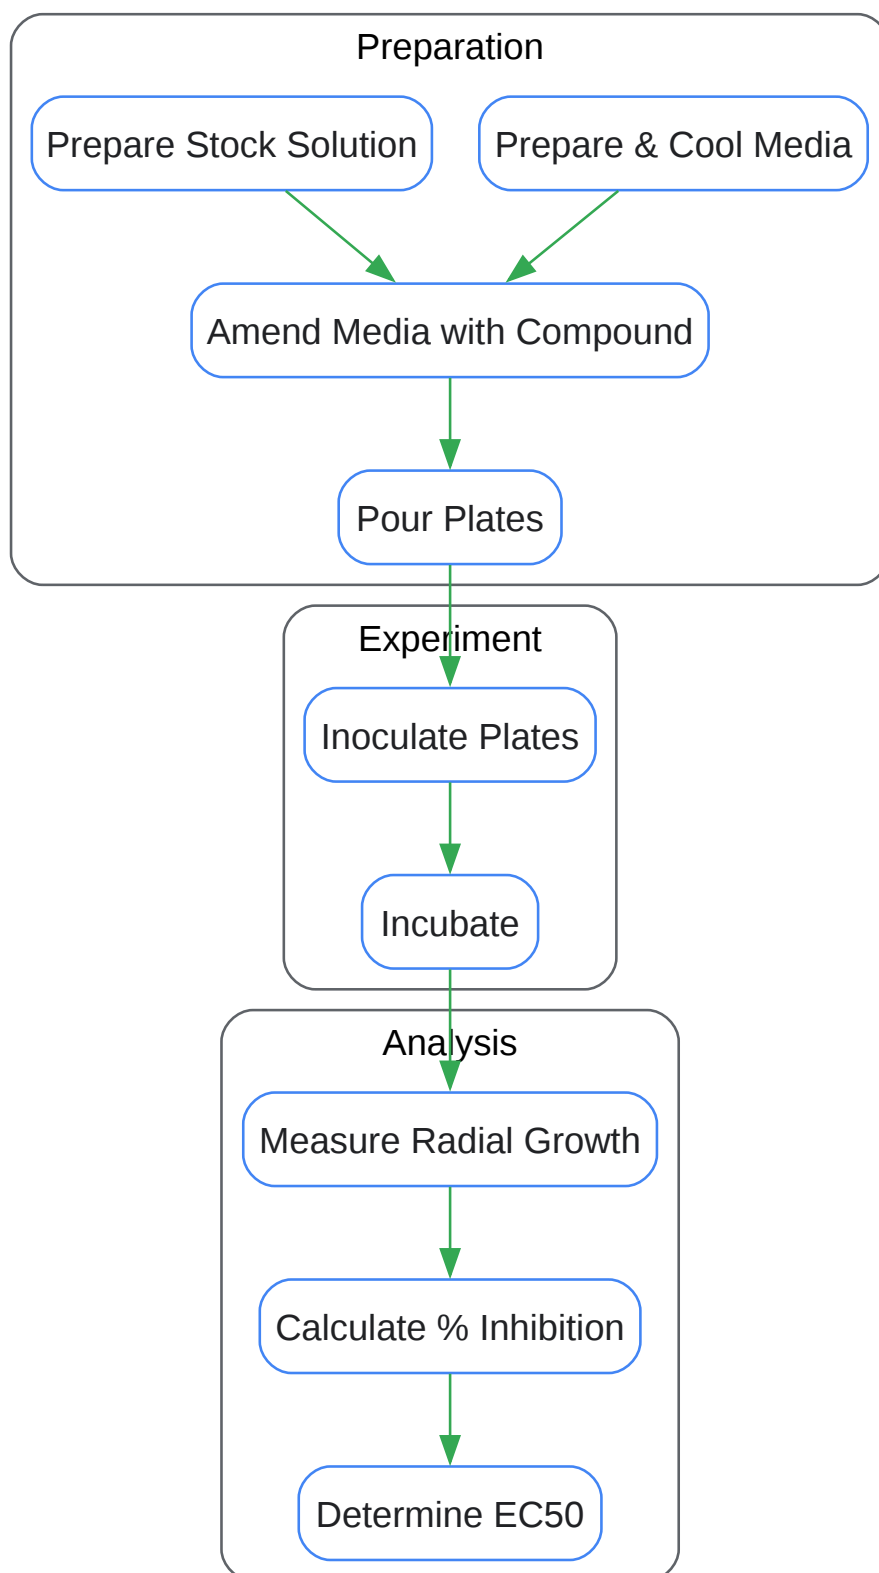 Preparation
Prepare Stock Solution
Prepare & Cool Media
Amend Media with Compound
Pour Plates
Experiment
Inoculate Plates
Incubate
Analysis
Measure Radial Growth
Calculate % Inhibition
Determine EC50